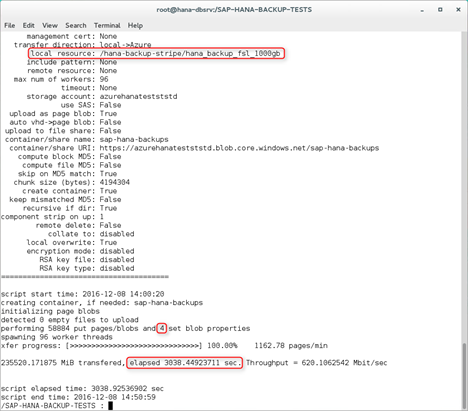 root@hana-dbsrv:/SAP-HANA-BACKUP-TESTS
File Edit View Search Terminal Help
management cert: None
transfer direction: local->Azure
local resource: /hana-backup-stripe/hana_backup_fsl_1000gb
include pattern: None
remote resource: None
max num of workers: 96
timeout: None
storage account: azurehanatestststd
use SAS: False
upload as page blob: True
auto vhd->page blob: False
upload to file share: False
container/share name: sap-hana-backups
container/share URI: https://azurehanatestststd.blob.core.windows.net/sap-hana-backups
compute block MD5: False
compute file MD5: False
skip on MD5 match: True
chunk size (bytes): 4194304
create container: True
keep mismatched MD5: False
recursive if dir: True
component strip on up: 1
remote delete: False
collate to: disabled
local overwrite: True
encryption mode: disabled
RSA key file: disabled
RSA key type: disabled
=======================================
script start time: 2016-12-08 14:00:20
creating container, if needed: sap-hana-backups
initializing page blobs
detected 0 empty files to upload
performing 58884 put pages/blobs and 4 set blob properties
spawning 96 worker threads
xfer progress: [>>>>>>>>>>>>>>>>>>>>>>>>>>>>>>] 100.00% 1162.78 pages/min
235520.171875 MiB transfered, elapsed 3038.44923711 sec. Throughput = 620.1062542 Mbit/sec
script elapsed time: 3038.92536902 sec
script end time: 2016-12-08 14:50:59
/SAP-HANA-BACKUP-TESTS :